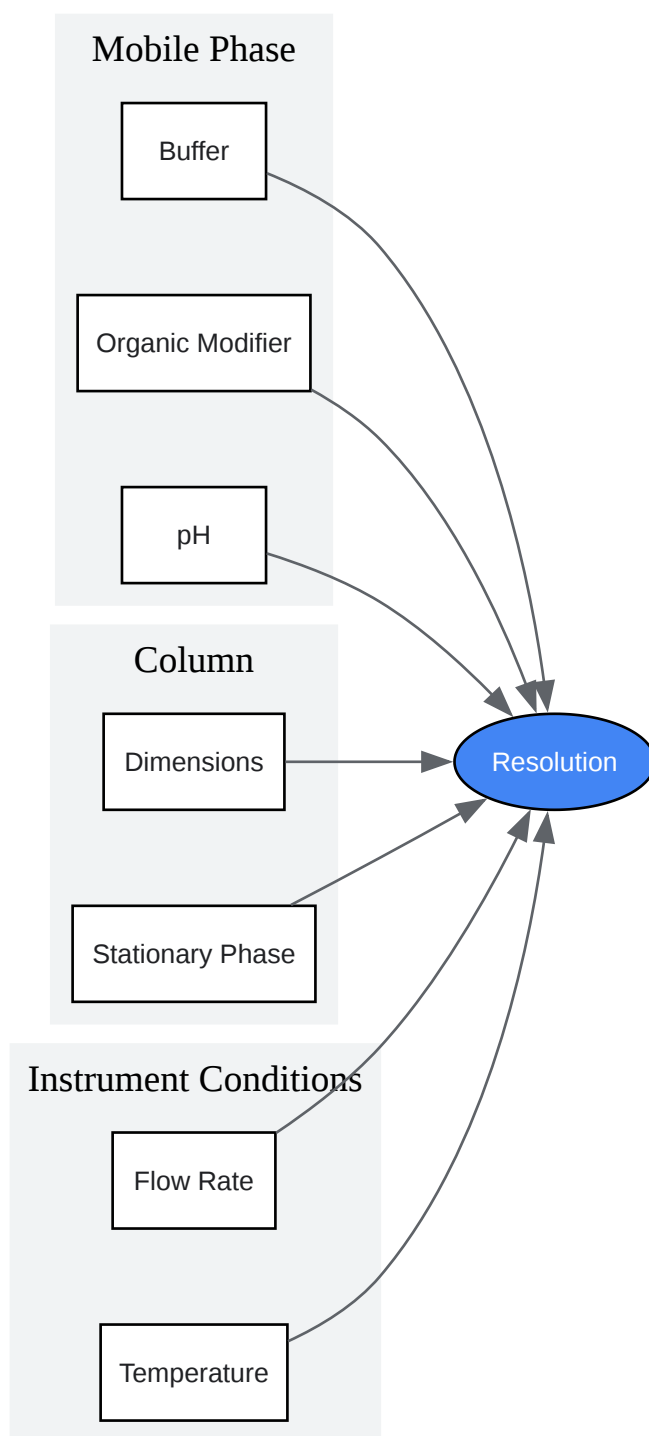 Mobile Phase
Buffer
Organic Modifier
pH
Column
Dimensions
Resolution
Stationary Phase
Instrument Conditions
Flow Rate
Temperature